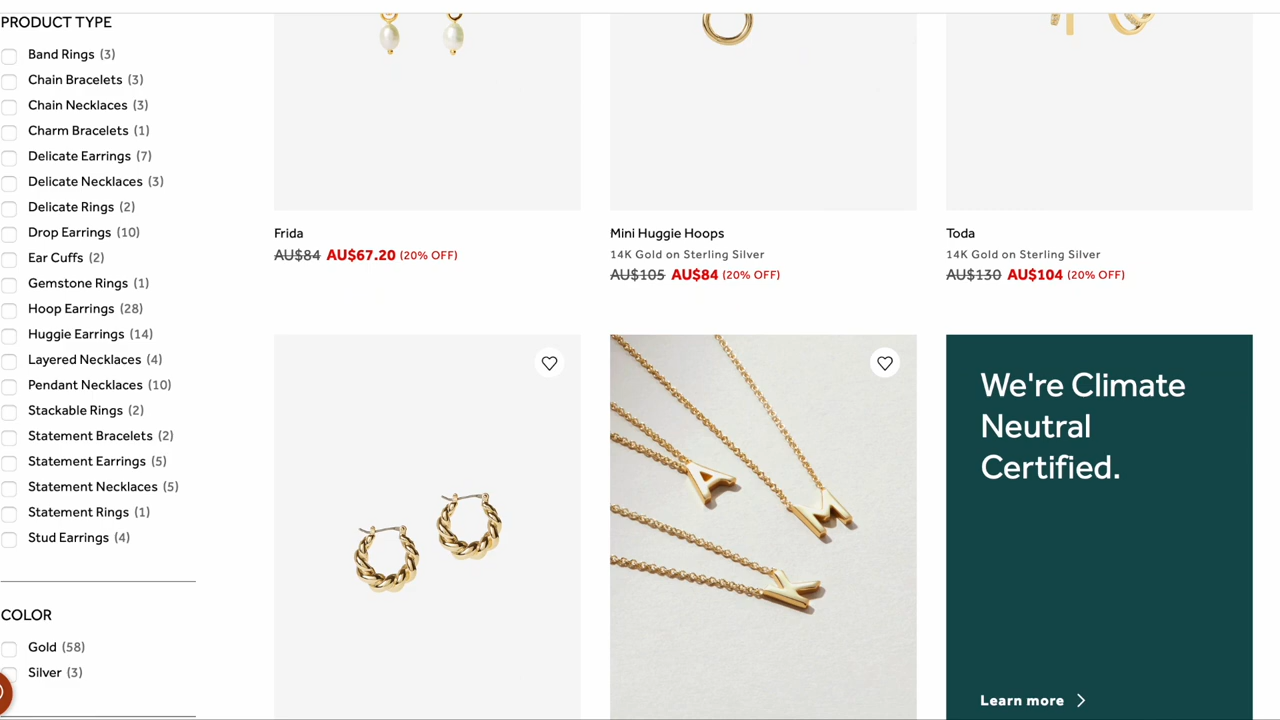 PRODUCT TYPE
Band Rings (3)
Chain Bracelets (3)
Chain Necklaces (3)
Charm Bracelets (1)
Delicate Earrings (7)
Delicate Necklaces (3)
Delicate Rings (2)
Drop Earrings (10)
Ear Cuffs (2)
Gemstone Rings (1)
Hoop Earrings (28)
Huggie Earrings (14)
Layered Necklaces (4)
Pendant Necklaces (10)
Stackable Rings (2)
Statement Bracelets (2)
Statement Earrings (5)
Statement Necklaces (5)
Statement Rings (1)
Stud Earrings (4)
COLOR
Gold (58)
Silver (3)
Frida
AU$84 AU$67.20 (20% OFF)
Mini Huggie Hoops
14K Gold on Sterling Silver
AU$105 AU$84 (20% OFF)
Toda
14K Gold on Sterling Silver
AU$130 AU$104 (20% OFF)
A
M
K
We're Climate
Neutral
Certified.
Learn more